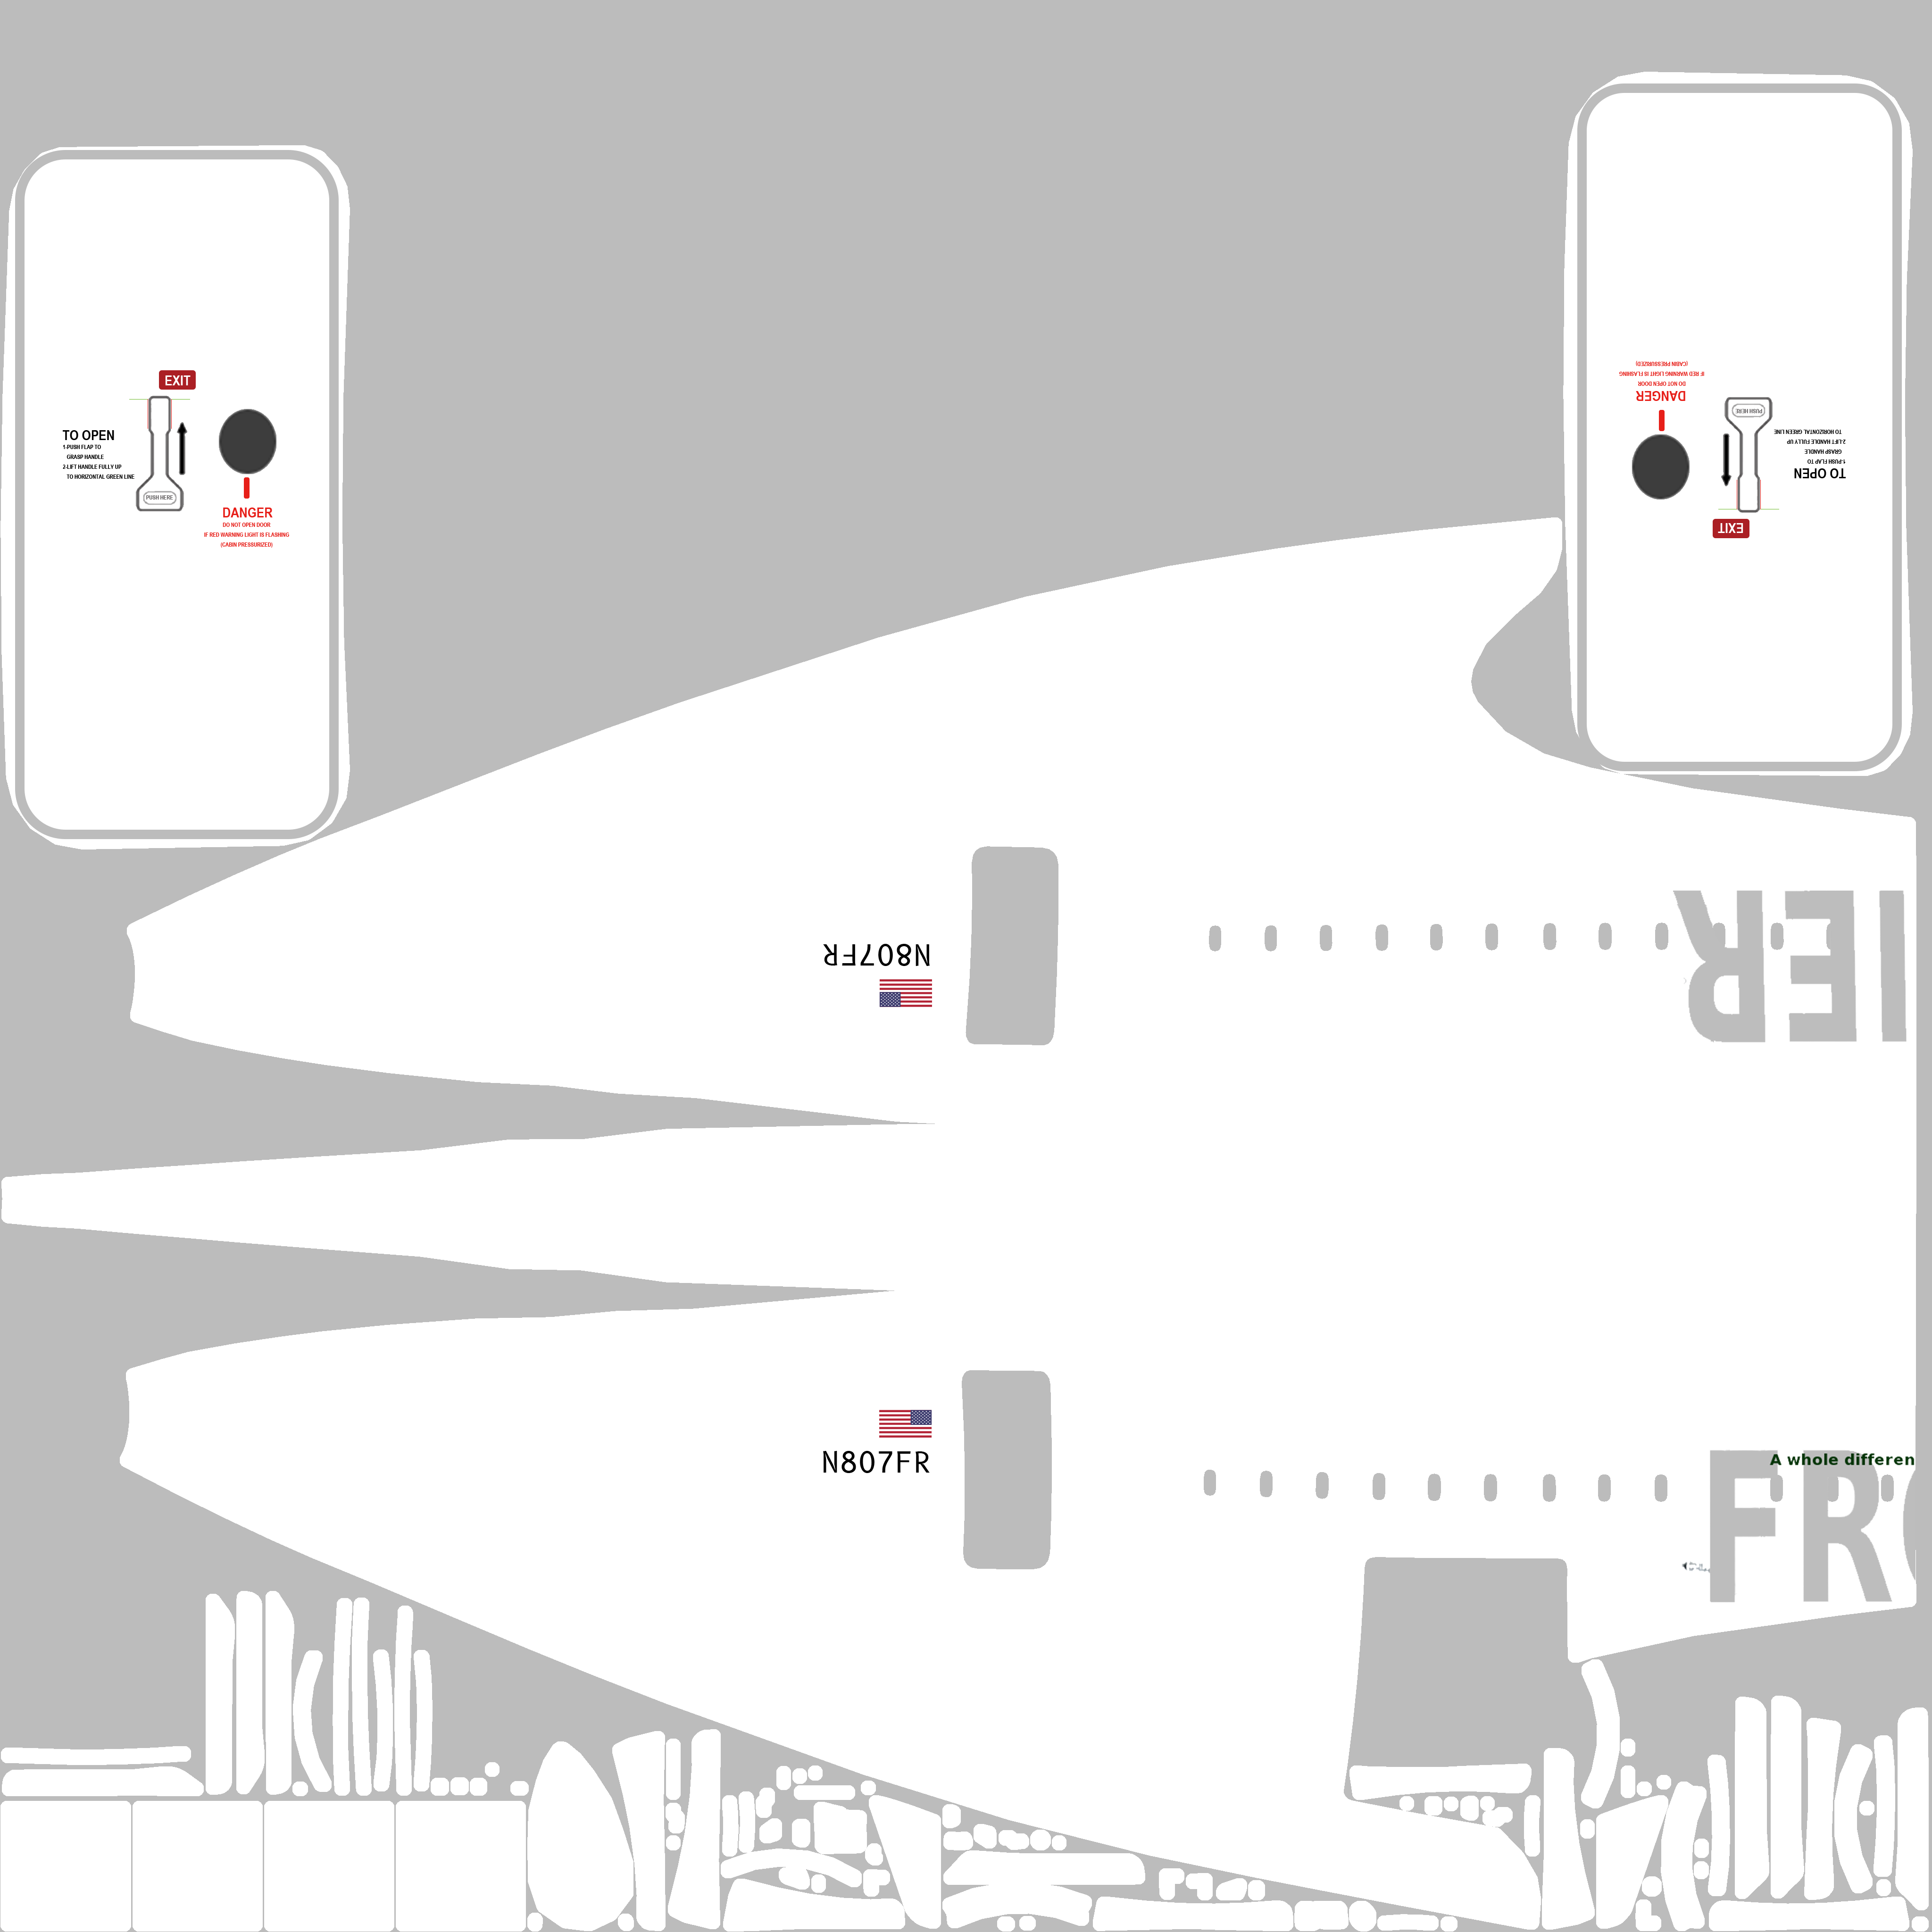 EXIT
TO OPEN
1-PUSH FLAP TO
GRASP HANDLE
2-LIFT HANDLE FULLY UP
TO HORIZONTAL GREEN LINE
PUSH HERE
DANGER
DO NOT OPEN DOOR
IF RED WARNING LIGHT IS FLASHING
(CABIN PRESSURIZED)
EXIT
TO OPEN
1-PUSH FLAP TO
GRASP HANDLE
2-LIFT HANDLE FULLY UP
TO HORIZONTAL GREEN LINE
PUSH HERE
DANGER
DO NOT OPEN DOOR
IF RED WARNING LIGHT IS FLASHING
(CABIN PRESSURIZED)
N807FR
IER
N807FR
A whole differen
FRO